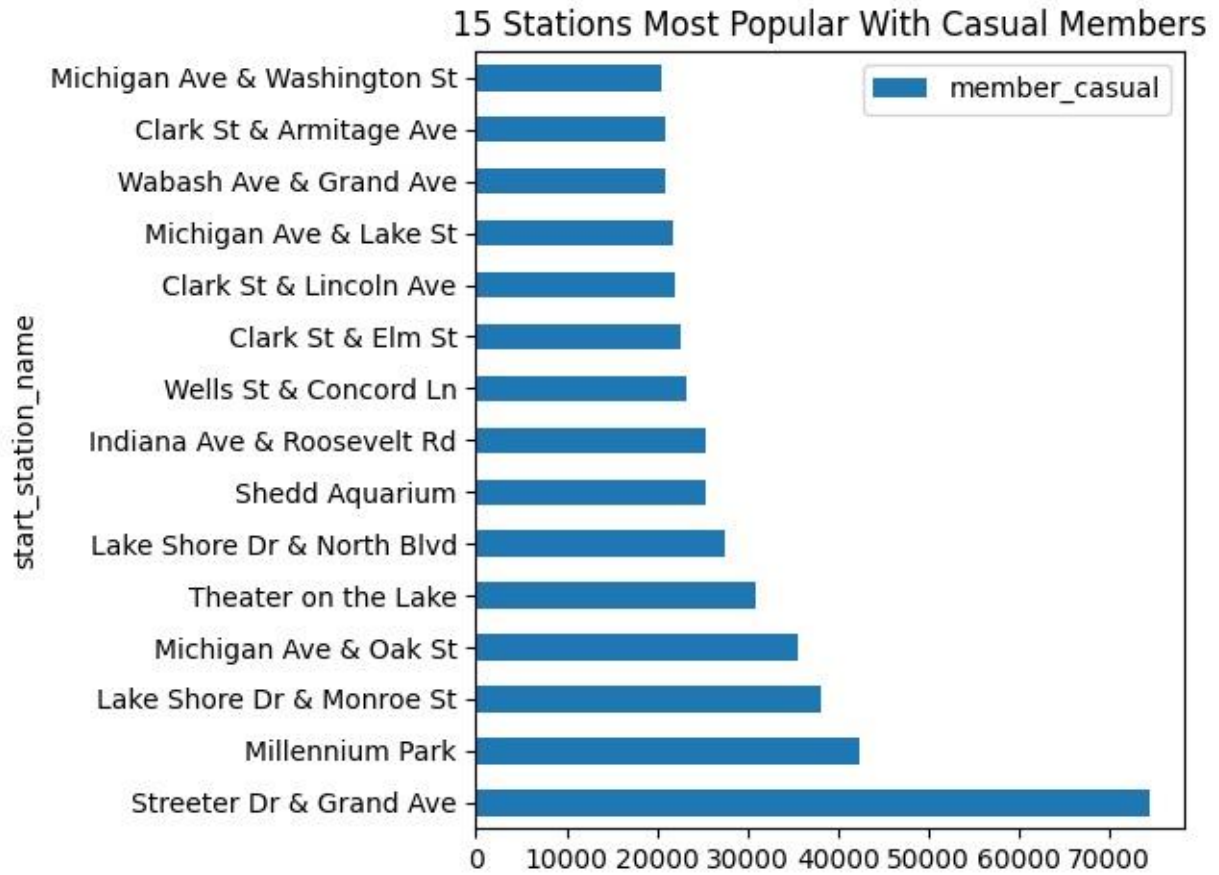 15 Stations Most Popular With Casual Members
member_casual
Michigan Ave & Washington St
Clark St & Armitage Ave
Wabash Ave & Grand Ave
Michigan Ave & Lake St
Clark St & Lincoln Ave
Clark St & Elm St
Wells St & Concord Ln
Indiana Ave & Roosevelt Rd
Shedd Aquarium
Lake Shore Dr & North Blvd
Theater on the Lake
Michigan Ave & Oak St
Lake Shore Dr & Monroe St
Millennium Park
Streeter Dr & Grand Ave
start_station_name
0 10000 20000 30000 40000 50000 60000 70000